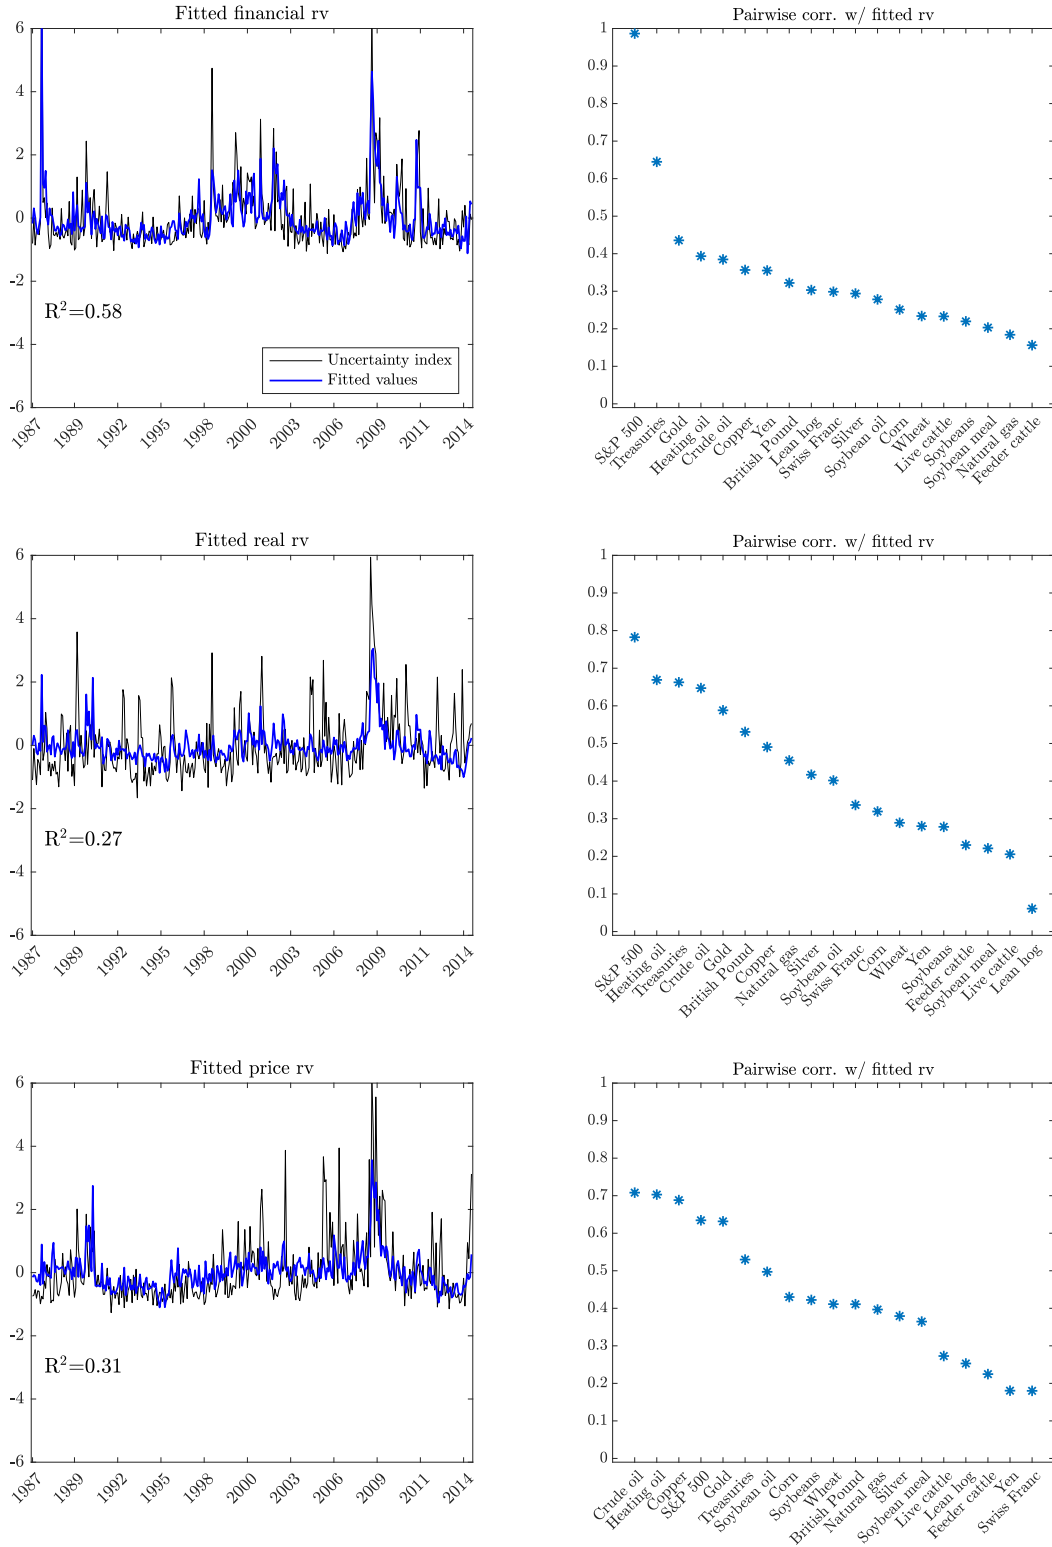 Fitted financial rv
6
4
2
0
-2
-4
-6
R²=0.58
Uncertainty index
Fitted values
1987
1989
1992
1995
1998
2000
2003
2006
2009
2011
2014
Pairwise corr. w/ fitted rv
1
0.9
0.8
0.7
0.6
0.5
0.4
0.3
0.2
0.1
0
S&P 500
Treasuries
Gold
Heating oil
Crude oil
Copper
Yen
British Pound
Lean hog
Swiss Franc
Silver
Soybean oil
Corn
Wheat
Live cattle
Soybeans
Soybean meal
Natural gas
Feeder cattle
Fitted real rv
6
4
2
0
-2
-4
-6
R²=0.27
1987
1989
1992
1995
1998
2000
2003
2006
2009
2011
2014
Pairwise corr. w/ fitted rv
1
0.9
0.8
0.7
0.6
0.5
0.4
0.3
0.2
0.1
0
S&P 500
Heating oil
Treasuries
Crude oil
Gold
British Pound
Copper
Natural gas
Silver
Soybean oil
Swiss Franc
Corn
Wheat
Yen
Soybeans
Feeder cattle
Soybean meal
Live cattle
Lean hog
Fitted price rv
6
4
2
0
-2
-4
-6
R²=0.31
1987
1989
1992
1995
1998
2000
2003
2006
2009
2011
2014
Pairwise corr. w/ fitted rv
1
0.9
0.8
0.7
0.6
0.5
0.4
0.3
0.2
0.1
0
Crude oil
Heating oil
Copper
S&P 500
Gold
Treasuries
Soybean oil
Corn
Soybeans
Wheat
British Pound
Natural gas
Silver
Soybean meal
Live cattle
Lean hog
Feeder cattle
Yen
Swiss Franc